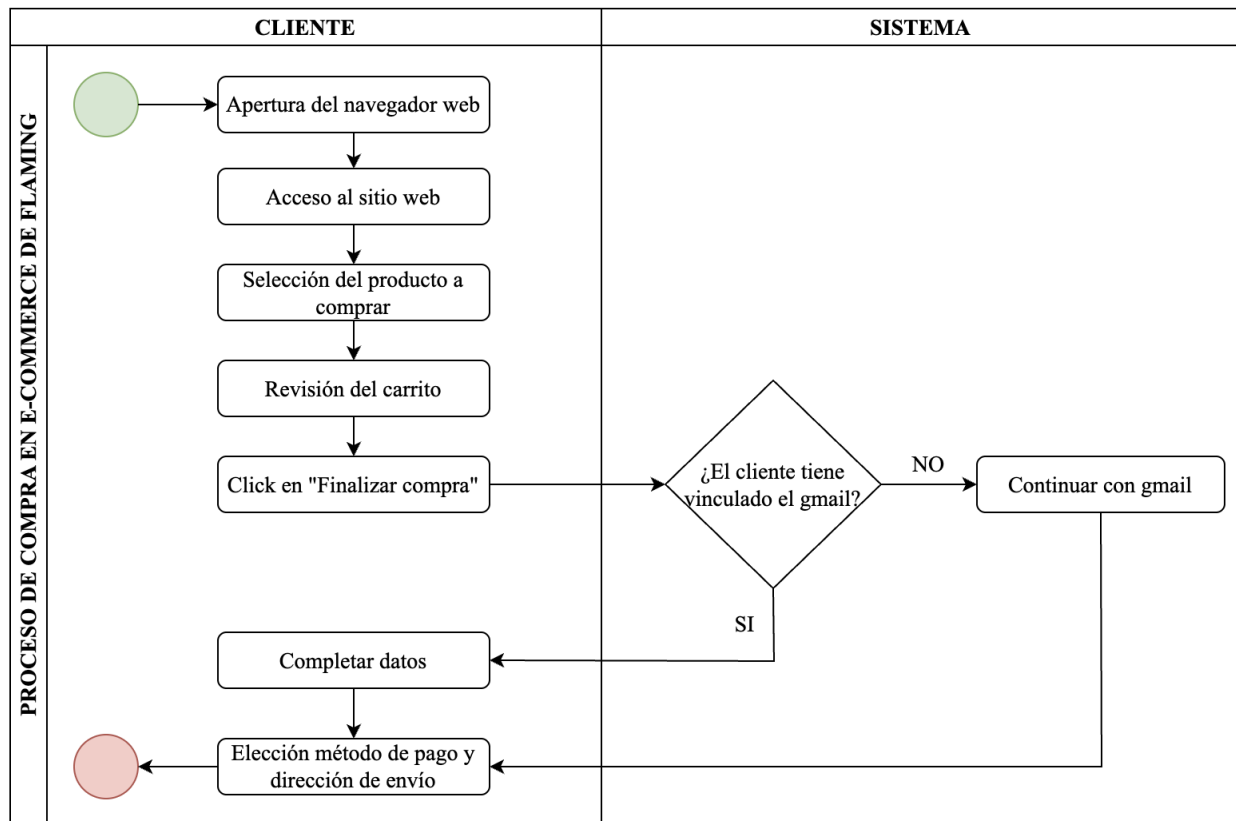 CLIENTE
SISTEMA
PROCESO DE COMPRA EN E-COMMERCE DE FLAMING
Apertura del navegador web
Acceso al sitio web
Selección del producto a
comprar
Revisión del carrito
Click en "Finalizar compra"
¿El cliente tiene
vinculado el gmail?
NO
Continuar con gmail
SI
Completar datos
Elección método de pago y
dirección de envío